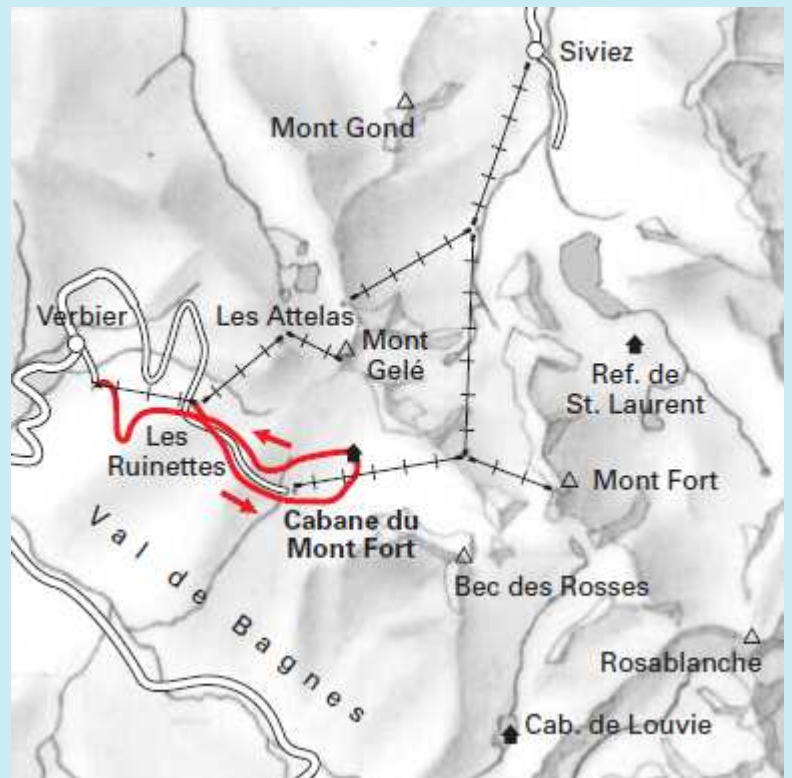 Siviez
Mont Gond
Verbier
Les Attelas
Mont
Gelé
Ref. de
St. Laurent
Les
Ruinettes
Mont Fort
Cabane du
Mont Fort
Val de Bagnes
Bec des Rosses
Rosablanche
Cab. de Louvie